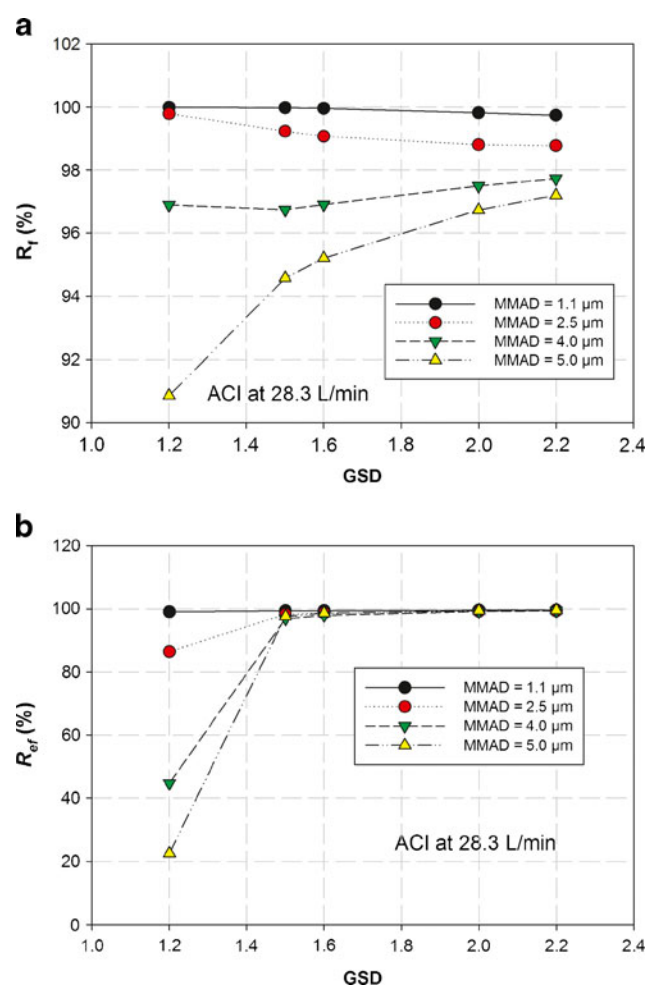 a
102
100
98
96
94
92
90
R_f (%)
MMAD = 1.1 µm
MMAD = 2.5 µm
MMAD = 4.0 µm
MMAD = 5.0 µm
ACI at 28.3 L/min
1.0 1.2 1.4 1.6 1.8 2.0 2.2 2.4
GSD
b
120
100
80
60
40
20
0
R_ef (%)
MMAD = 1.1 µm
MMAD = 2.5 µm
MMAD = 4.0 µm
MMAD = 5.0 µm
ACI at 28.3 L/min
1.0 1.2 1.4 1.6 1.8 2.0 2.2 2.4
GSD